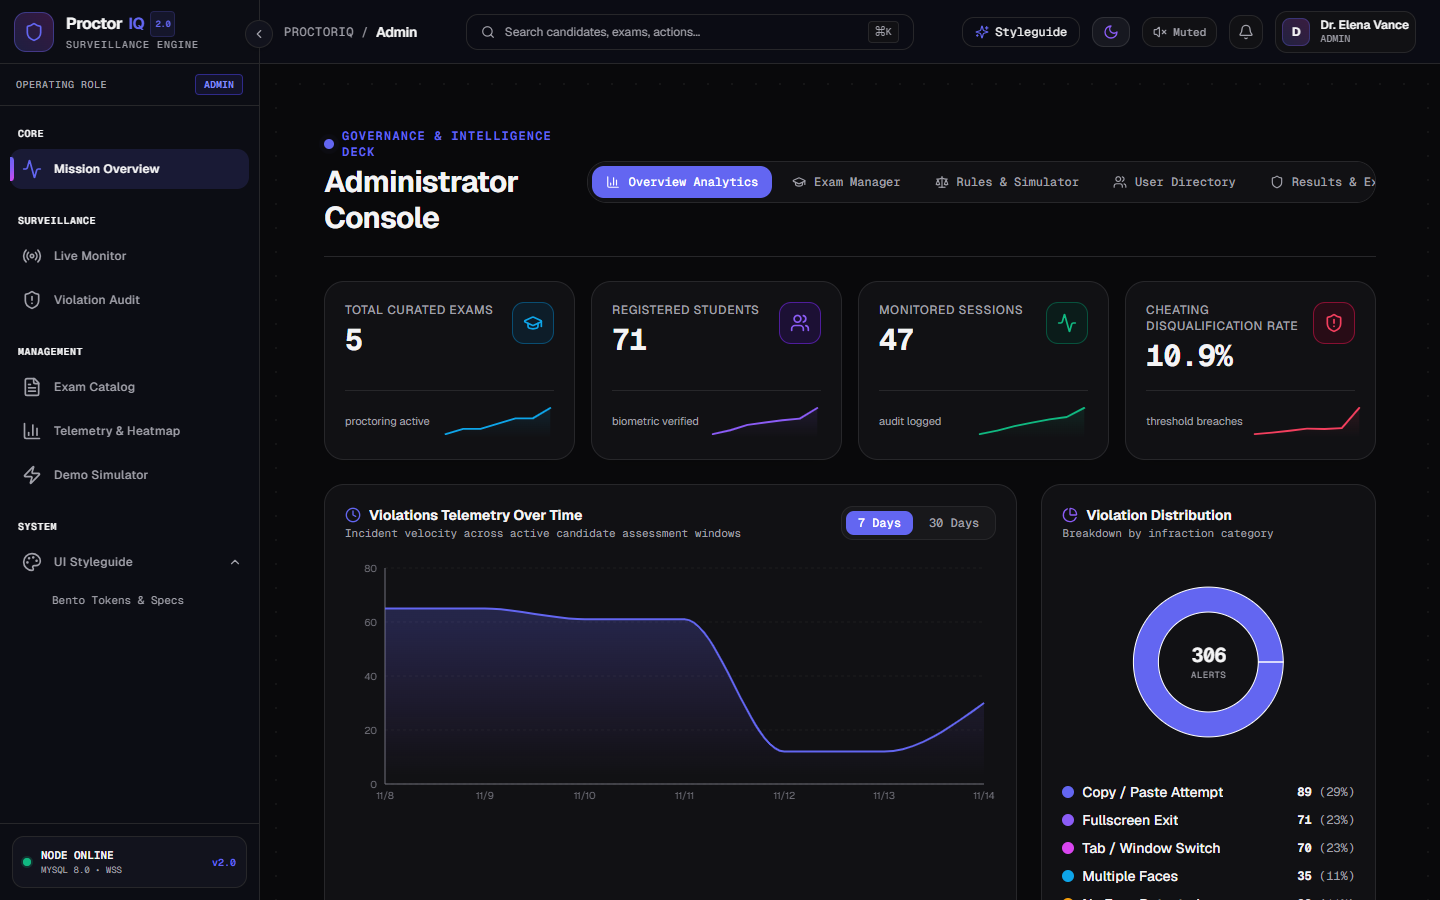 Proctor IQ 2.0
SURVEILLANCE ENGINE
PROCTORIQ / Admin
Search candidates, exams, actions... ⌘K
Styleguide
Muted
D
Dr. Elena Vance
ADMIN
OPERATING ROLE ADMIN
CORE
Mission Overview
SURVEILLANCE
Live Monitor
Violation Audit
MANAGEMENT
Exam Catalog
Telemetry & Heatmap
Demo Simulator
SYSTEM
UI Styleguide
Bento Tokens & Specs
NODE ONLINE
MYSQL 8.0 • WSS
v2.0
GOVERNANCE & INTELLIGENCE
DECK
Administrator
Console
Overview Analytics
Exam Manager
Rules & Simulator
User Directory
Results & Ex
TOTAL CURATED EXAMS
5
proctoring active
REGISTERED STUDENTS
71
biometric verified
MONITORED SESSIONS
47
audit logged
CHEATING
DISQUALIFICATION RATE
10.9%
threshold breaches
Violations Telemetry Over Time
Incident velocity across active candidate assessment windows
7 Days 30 Days
80
60
40
20
0
11/8 11/9 11/10 11/11 11/12 11/13 11/14
Violation Distribution
Breakdown by infraction category
306
ALERTS
Copy / Paste Attempt 89 (29%)
Fullscreen Exit 71 (23%)
Tab / Window Switch 70 (23%)
Multiple Faces 35 (11%)